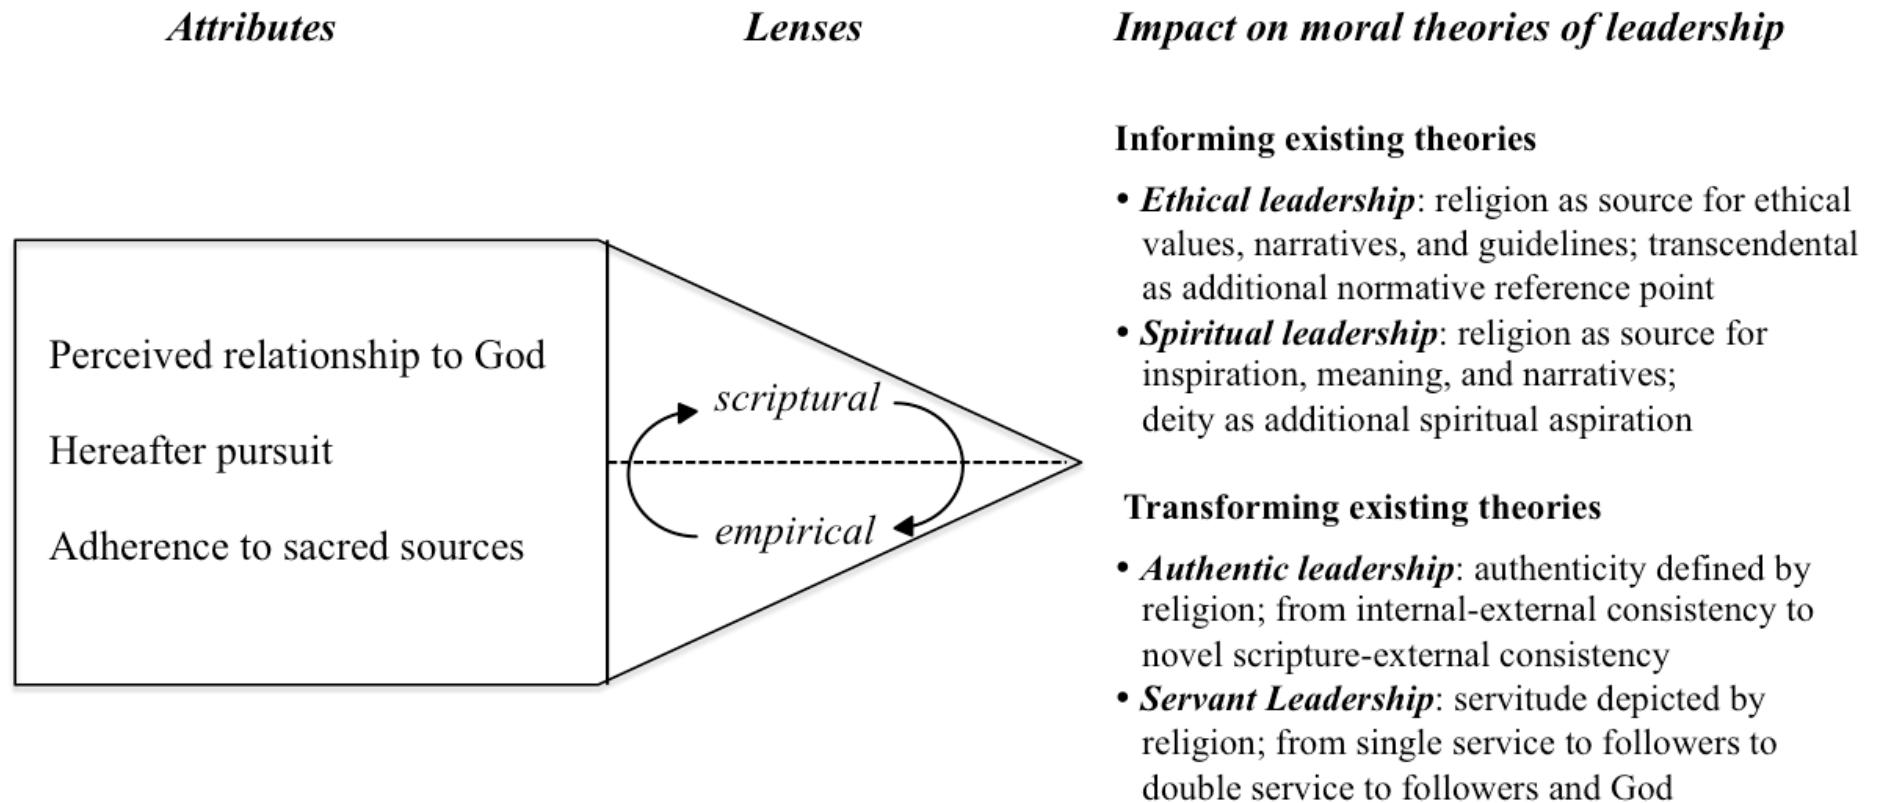 Attributes
Lenses
Impact on moral theories of leadership
Perceived relationship to God
Hereafter pursuit
Adherence to sacred sources
scriptural
empirical
Informing existing theories
• Ethical leadership: religion as source for ethical
values, narratives, and guidelines; transcendental
as additional normative reference point
• Spiritual leadership: religion as source for
inspiration, meaning, and narratives;
deity as additional spiritual aspiration
Transforming existing theories
• Authentic leadership: authenticity defined by
religion; from internal-external consistency to
novel scripture-external consistency
• Servant Leadership: servitude depicted by
religion; from single service to followers to
double service to followers and God